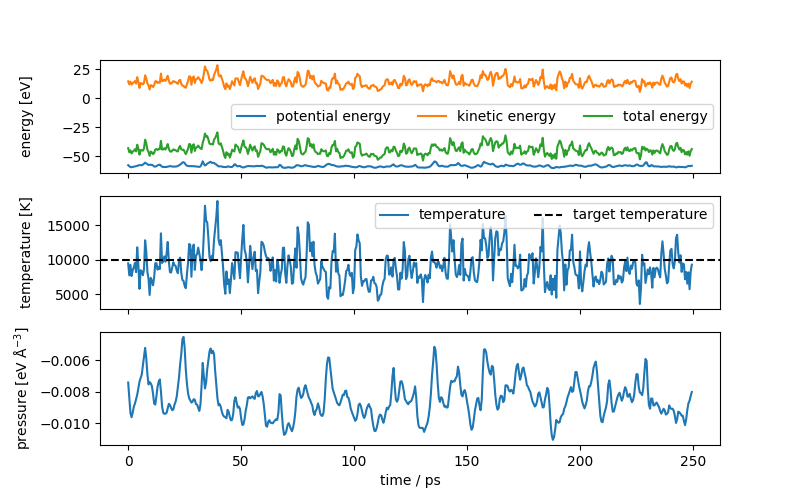 energy [eV]
25
0
−25
−50
potential energy
kinetic energy
total energy
temperature [K]
15000
10000
5000
temperature
target temperature
pressure [eV Å⁻³]
−0.006
−0.008
−0.010
0
50
100
150
200
250
time / ps